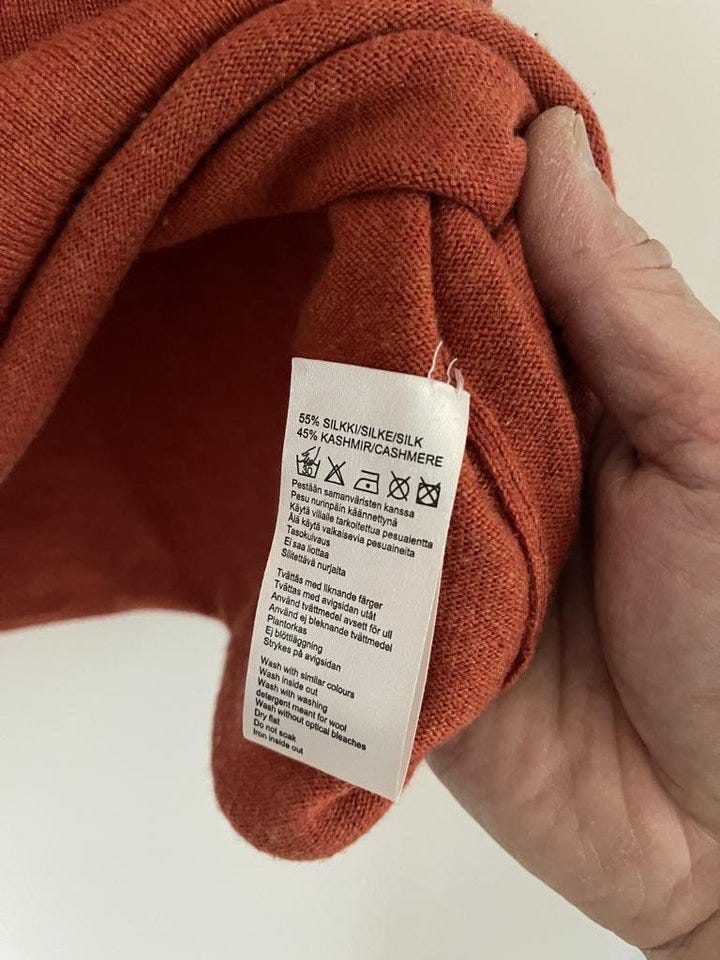 55% SILKKI/SILKE/SILK
45% KASHMIR/CASHMERE
30
Pestään samanväristen kanssa
Pesu nurinpäin käännettynä
Käytä villalle tarkoitettua pesuainetta
Älä käytä valkaisevia pesuaineita
Tasokuivaus
Ei saa liottaa
Silitettävä nurjalta
Tvättäs med liknande färger
Tvättas med avigsidan utåt
Använd tvättmedel avsett för ull
Använd ej bleknande tvättmedel
Plantorkas
Ej blötläggning
Strykes på avigsidan
Wash with similar colours
Wash inside out
Wash with washing
detergent meant for wool
Wash without optical bleaches
Dry flat
Do not soak
Iron inside out